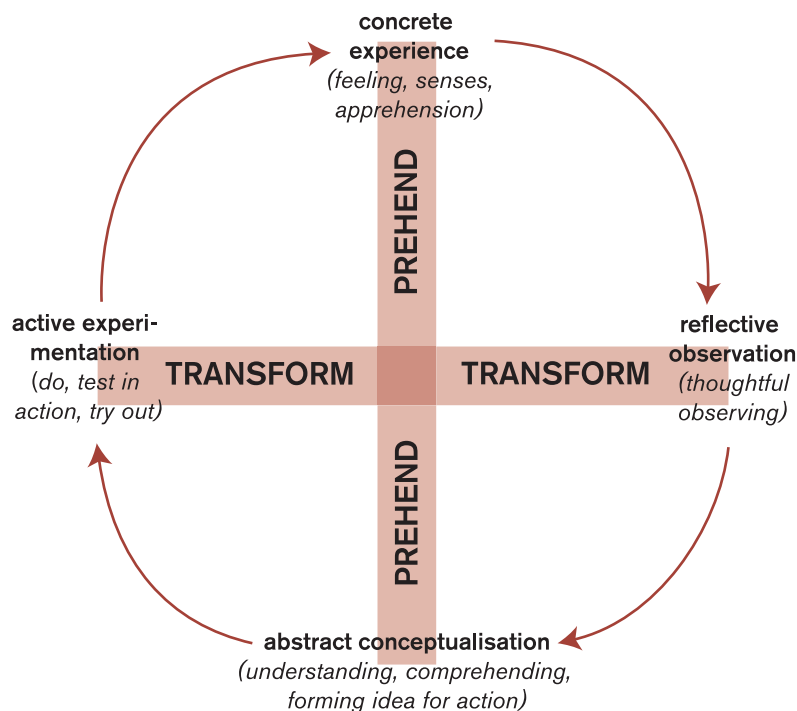 concrete
experience
(feeling, senses,
apprehension)
PREHEND
active experi-
mentation
(do, test in
action, try out)
TRANSFORM
TRANSFORM
reflective
observation
(thoughtful
observing)
PREHEND
abstract conceptualisation
(understanding, comprehending,
forming idea for action)